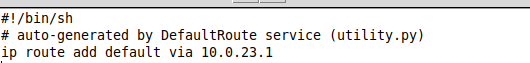 #!/bin/sh
# auto-generated by DefaultRoute service (utility.py)
ip route add default via 10.0.23.1